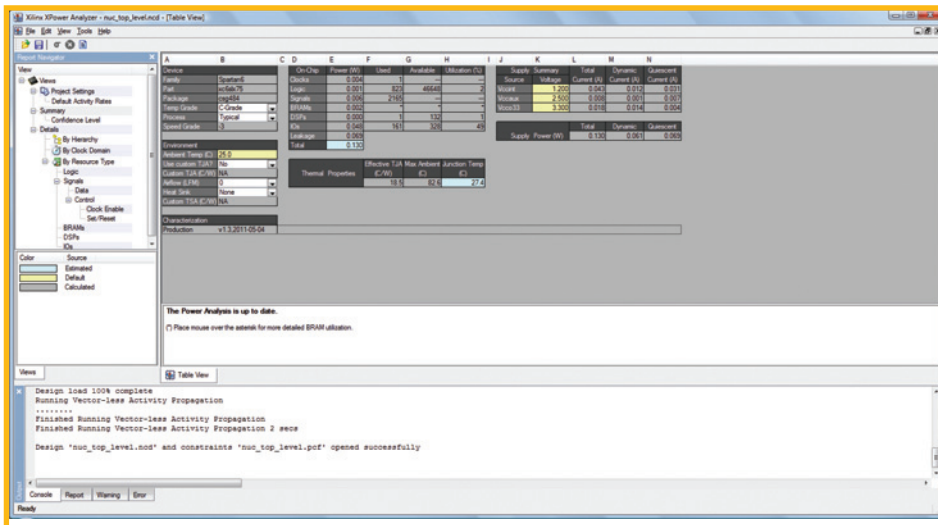 Xilinx XPower Analyzer - nuc_top_level.ncd - [Table View]
File Edit View Tools Help
Report Navigator
View
Views
Project Settings
Default Activity Rates
Summary
Confidence Level
Details
By Hierarchy
By Clock Domain
By Resource Type
Logic
Signals
Data
Control
Clock Enable
Set/Reset
BRAMs
DSPs
IOs
Color Source
Estimated
Default
Calculated
Views
A B C D E F G H I J K L M N
Device
Family Spartan6
Part xc6slx75
Package csg484
Temp Grade C-Grade
Process Typical
Speed Grade -3
Environment
Ambient Temp (C) 25.0
Use custom TJA? No
Custom TJA (C/W) NA
Airflow (LFM) 0
Heat Sink None
Custom TSA (C/W) NA
Characterization
Production v1.3,2011-05-04
On-Chip Power (W) Used Available Utilization (%)
Clocks 0.004 1 --- ---
Logic 0.001 823 46648 2
Signals 0.006 2165 --- ---
BRAMs 0.002 * * *
DSPs 0.000 1 132 1
IOs 0.048 161 328 49
Leakage 0.069
Total 0.130
Effective TJA Max Ambient Junction Temp
Thermal Properties (C/W) (C) (C)
18.5 82.6 27.4
Supply Summary Total Dynamic Quiescent
Source Voltage Current (A) Current (A) Current (A)
Vccint 1.200 0.043 0.012 0.031
Vccaux 2.500 0.008 0.001 0.007
Vcco33 3.300 0.018 0.014 0.004
Total Dynamic Quiescent
Supply Power (W) 0.130 0.061 0.069
The Power Analysis is up to date.
(*) Place mouse over the asterisk for more detailed BRAM utilization.
Table View
Design load 100% complete
Running Vector-less Activity Propagation
........
Finished Running Vector-less Activity Propagation
Finished Running Vector-less Activity Propagation 2 secs
Design 'nuc_top_level.ncd' and constraints 'nuc_top_level.pcf' opened successfully
Output
Console Report Warning Error
Ready